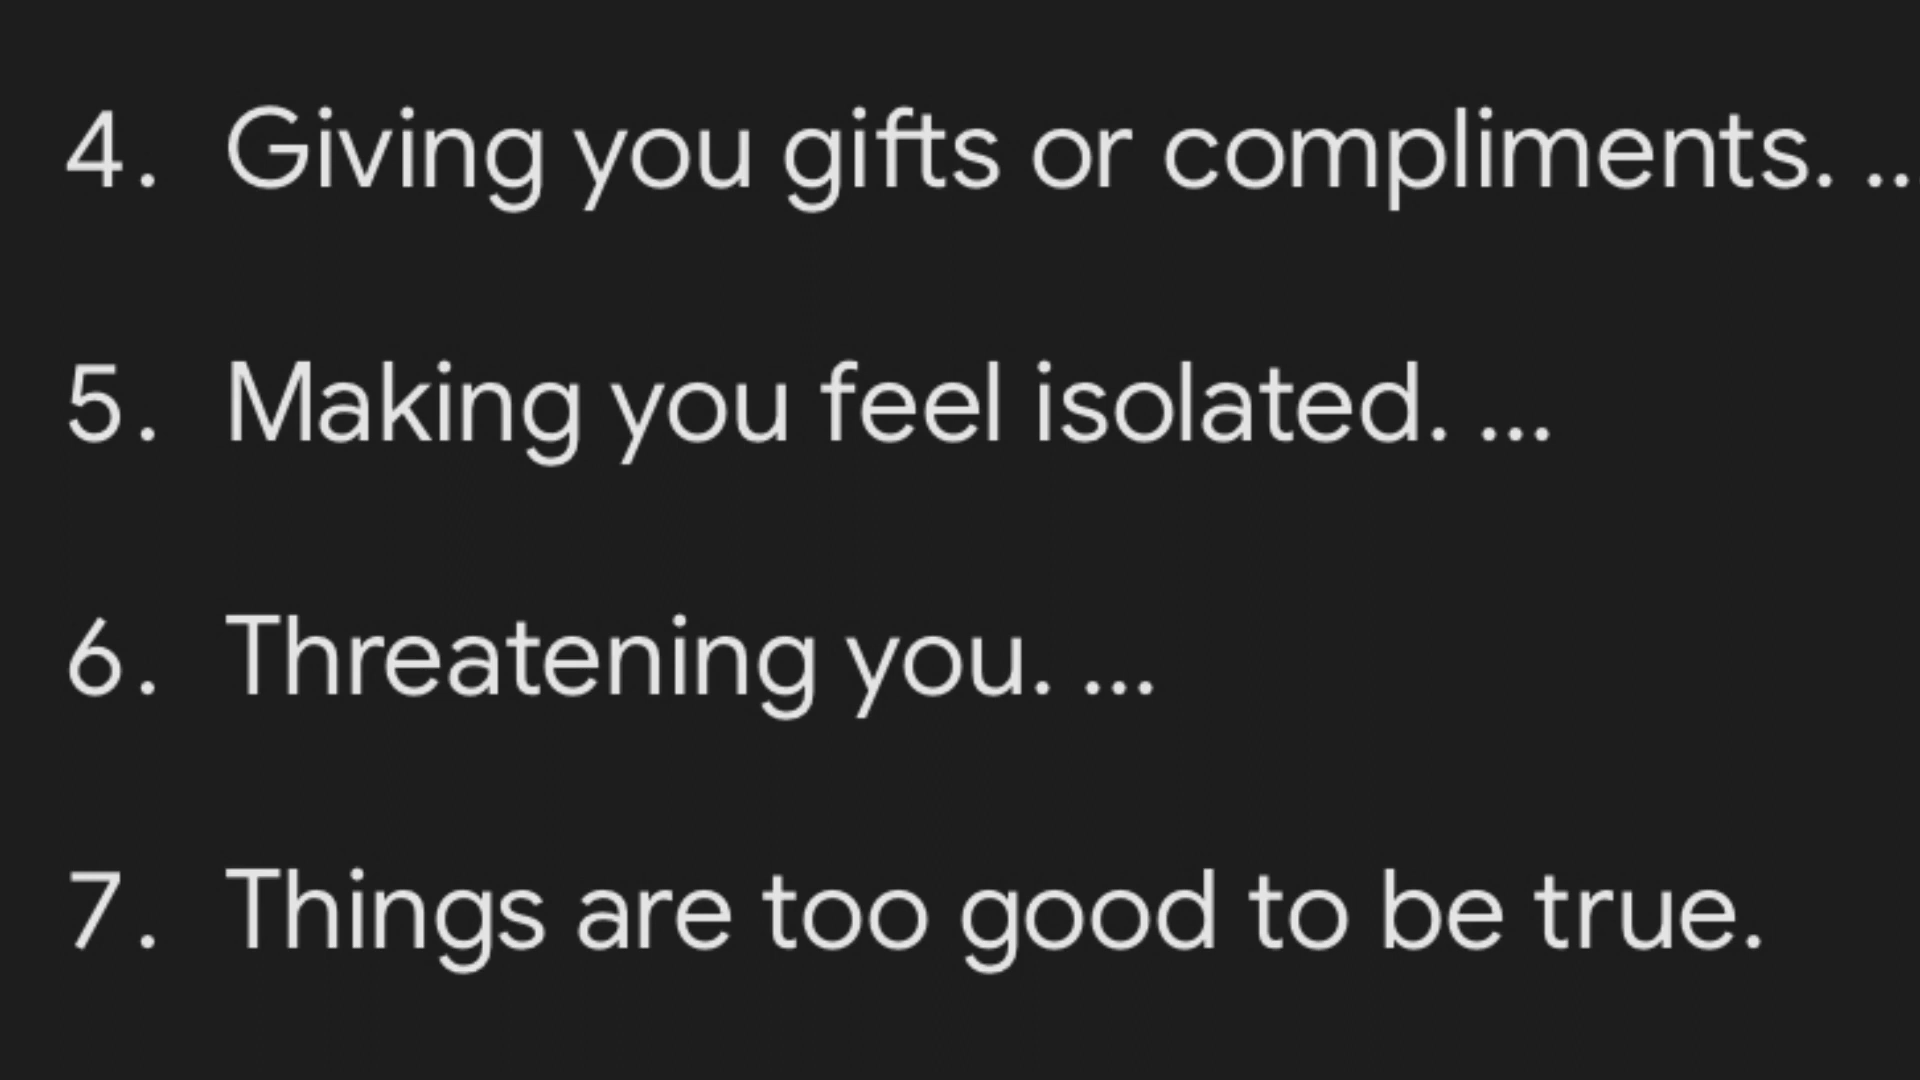 4. Giving you gifts or compliments. ...
5. Making you feel isolated. ...
6. Threatening you. ...
7. Things are too good to be true.